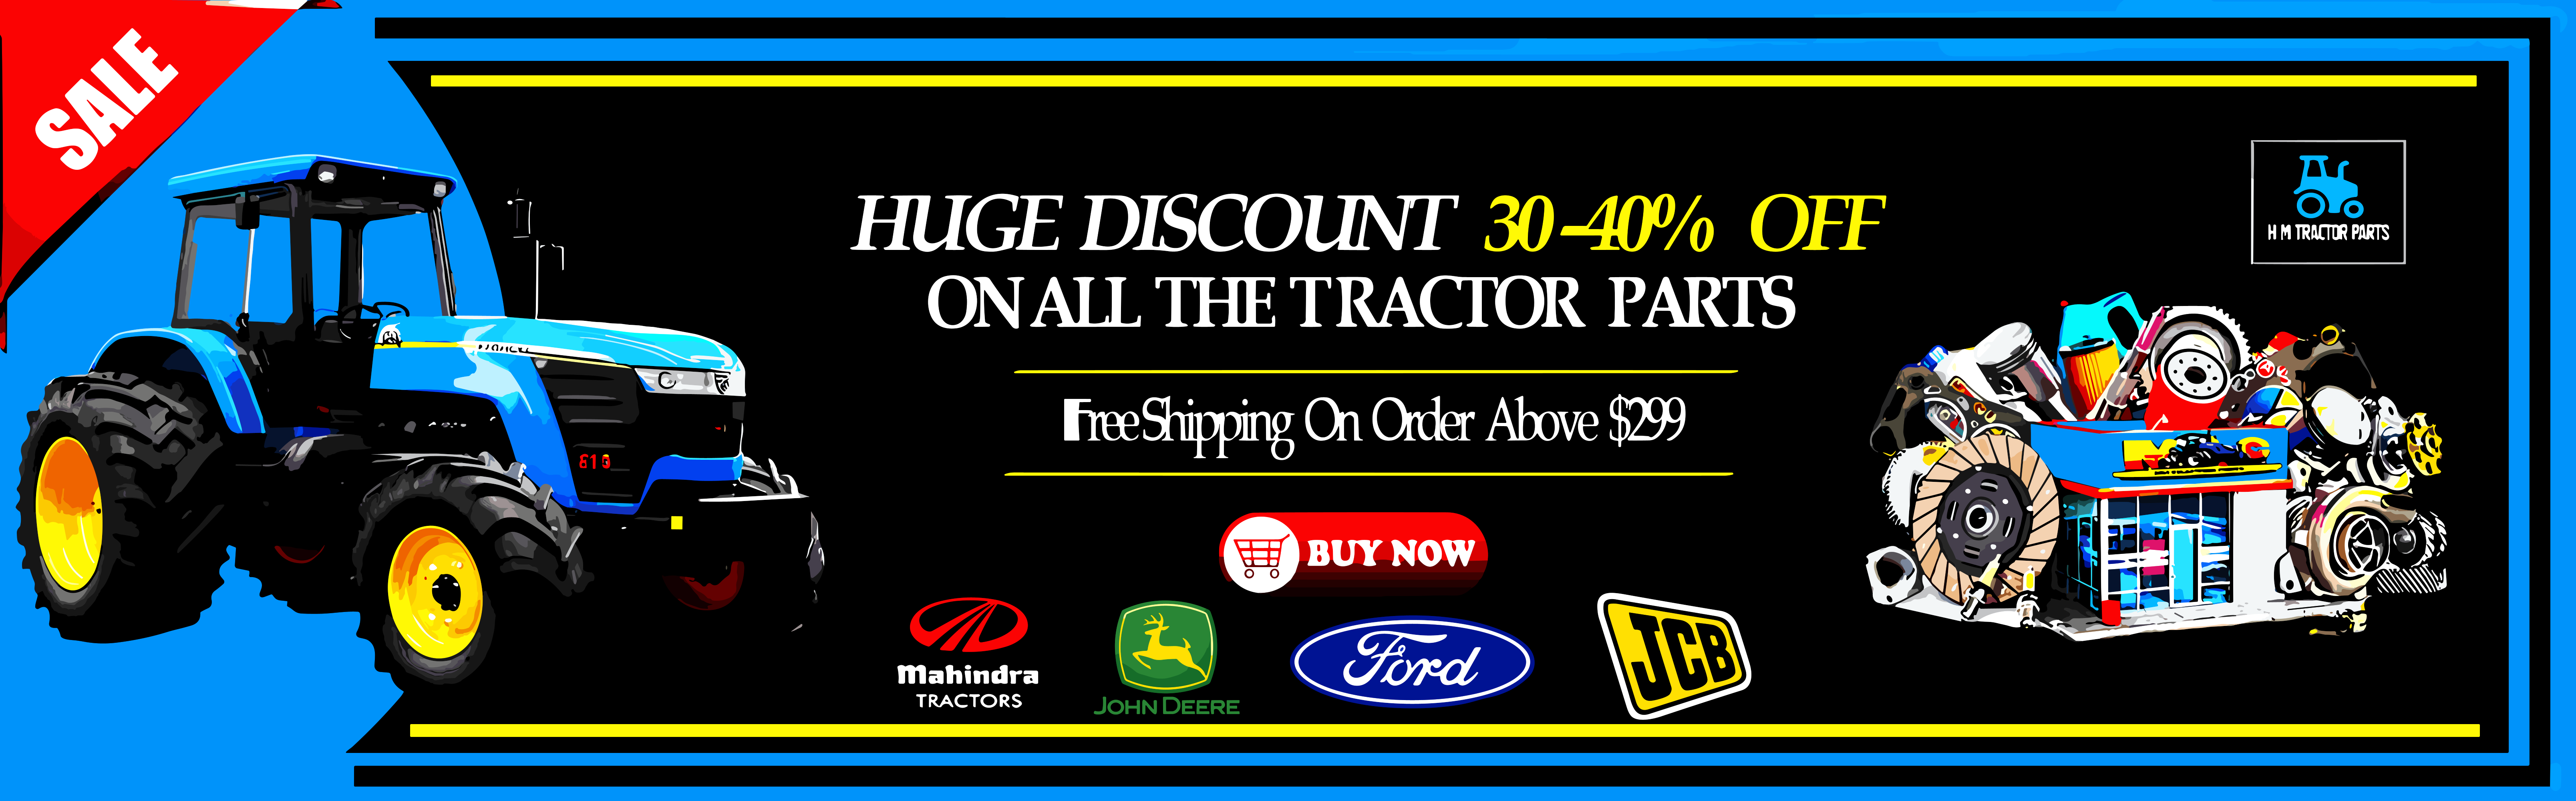 SALE
HUGE DISCOUNT 30-40% OFF
ON ALL THE TRACTOR PARTS
H M TRACTOR PARTS
Free Shipping On Order Above $299
610
BUY NOW
Mahindra
TRACTORS
JOHN DEERE
Ford
JCB